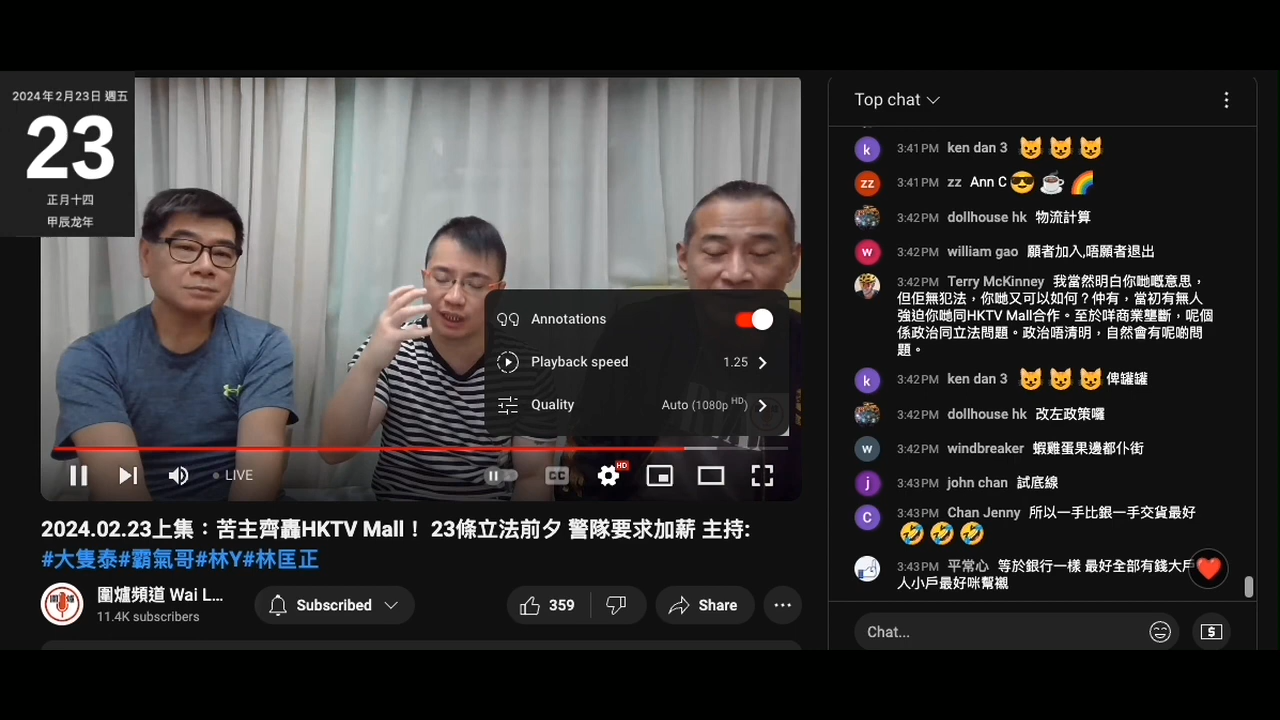 2024年2月23日 週五
23
正月十四
甲辰龙年
Annotations
Playback speed 1.25
Quality Auto (1080p HD)
LIVE
CC
HD
2024.02.23上集：苦主齊轟HKTV Mall！ 23條立法前夕 警隊要求加薪 主持:
#大隻泰#霸氣哥#林Y#林匡正
圍爐頻道 Wai L...
11.4K subscribers
Subscribed
359
Share
Top chat
k 3:41 PM ken dan 3 😺😺😺
zz 3:41 PM zz Ann C😎☕🌈
3:42 PM dollhouse hk 物流計算
w 3:42 PM william gao 願者加入,唔願者退出
3:42 PM Terry McKinney 我當然明白你哋嘅意思，
但佢無犯法，你哋又可以如何？仲有，當初有無人
強迫你哋同HKTV Mall合作。至於咩商業壟斷，呢個
係政治同立法問題。政治唔清明，自然會有呢啲問
題。
k 3:42 PM ken dan 3 😺😺😺俾罐罐
3:42 PM dollhouse hk 改左政策囉
w 3:42 PM windbreaker 蝦雞蛋果邊都仆街
j 3:43 PM john chan 試底線
C 3:43 PM Chan Jenny 所以一手比銀一手交貨最好
🤣🤣🤣
3:43 PM 平常心 等於銀行一樣 最好全部有錢大戶
人小戶最好咪幫襯
Chat...